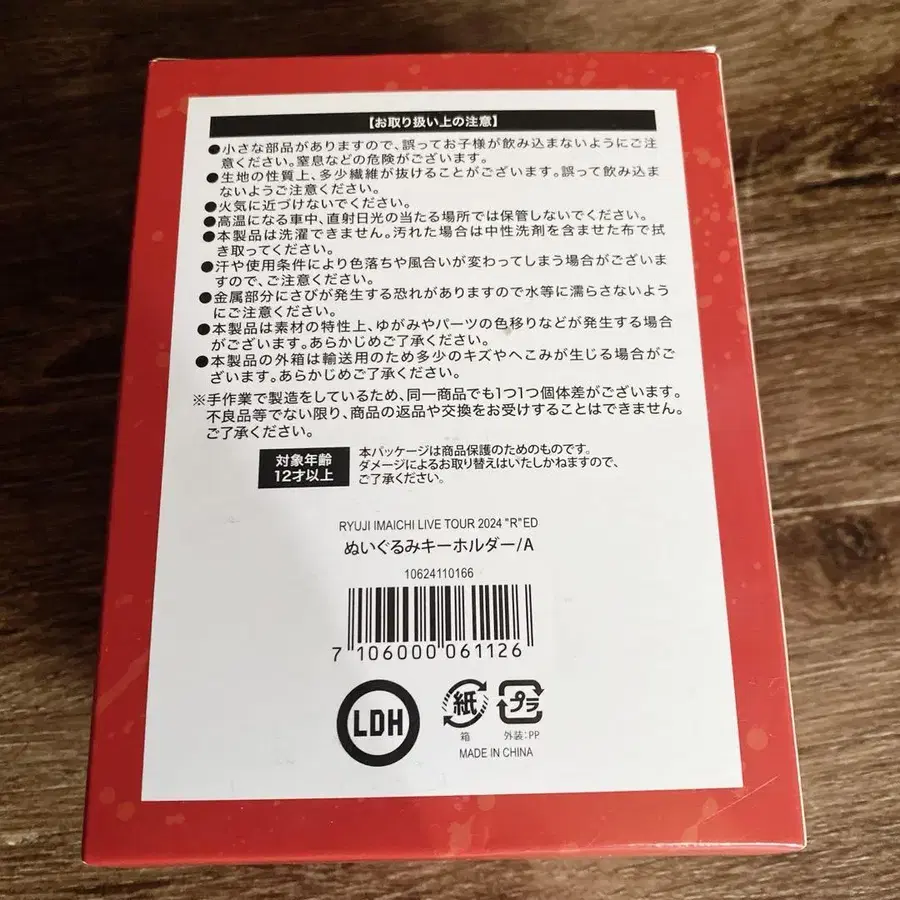 【お取り扱い上の注意】
●小さな部品がありますので、誤ってお子様が飲み込まないようにご注
意ください。窒息などの危険がございます。
●生地の性質上、多少繊維が抜けることがございます。誤って飲み込ま
ないようご注意ください。
●火気に近づけないでください。
●高温になる車中、直射日光の当たる場所では保管しないでください。
●本製品は洗濯できません。汚れた場合は中性洗剤を含ませた布で拭
き取ってください。
●汗や使用条件により色落ちや風合いが変わってしまう場合がございま
すので、ご注意ください。
●金属部分にさびが発生する恐れがありますので水等に濡らさないよう
にご注意ください。
●本製品は素材の特性上、ゆがみやパーツの色移りなどが発生する場合
がございます。あらかじめご了承ください。
●本製品の外箱は輸送用のため多少のキズやへこみが生じる場合がご
ざいます。あらかじめご了承ください。
※手作業で製造をしているため、同一商品でも1つ1つ個体差がございます。
不良品等でない限り、商品の返品や交換をお受けすることはできません。
ご了承ください。
対象年齢
12才以上
本パッケージは商品保護のためのものです。
ダメージによるお取り替えはいたしかねますので、
ご了承ください。
RYUJI IMAICHI LIVE TOUR 2024 "R"ED
ぬいぐるみキーホルダー/A
10624110166
7 106000 061126
LDH
紙
プラ
箱
外装:PP
MADE IN CHINA